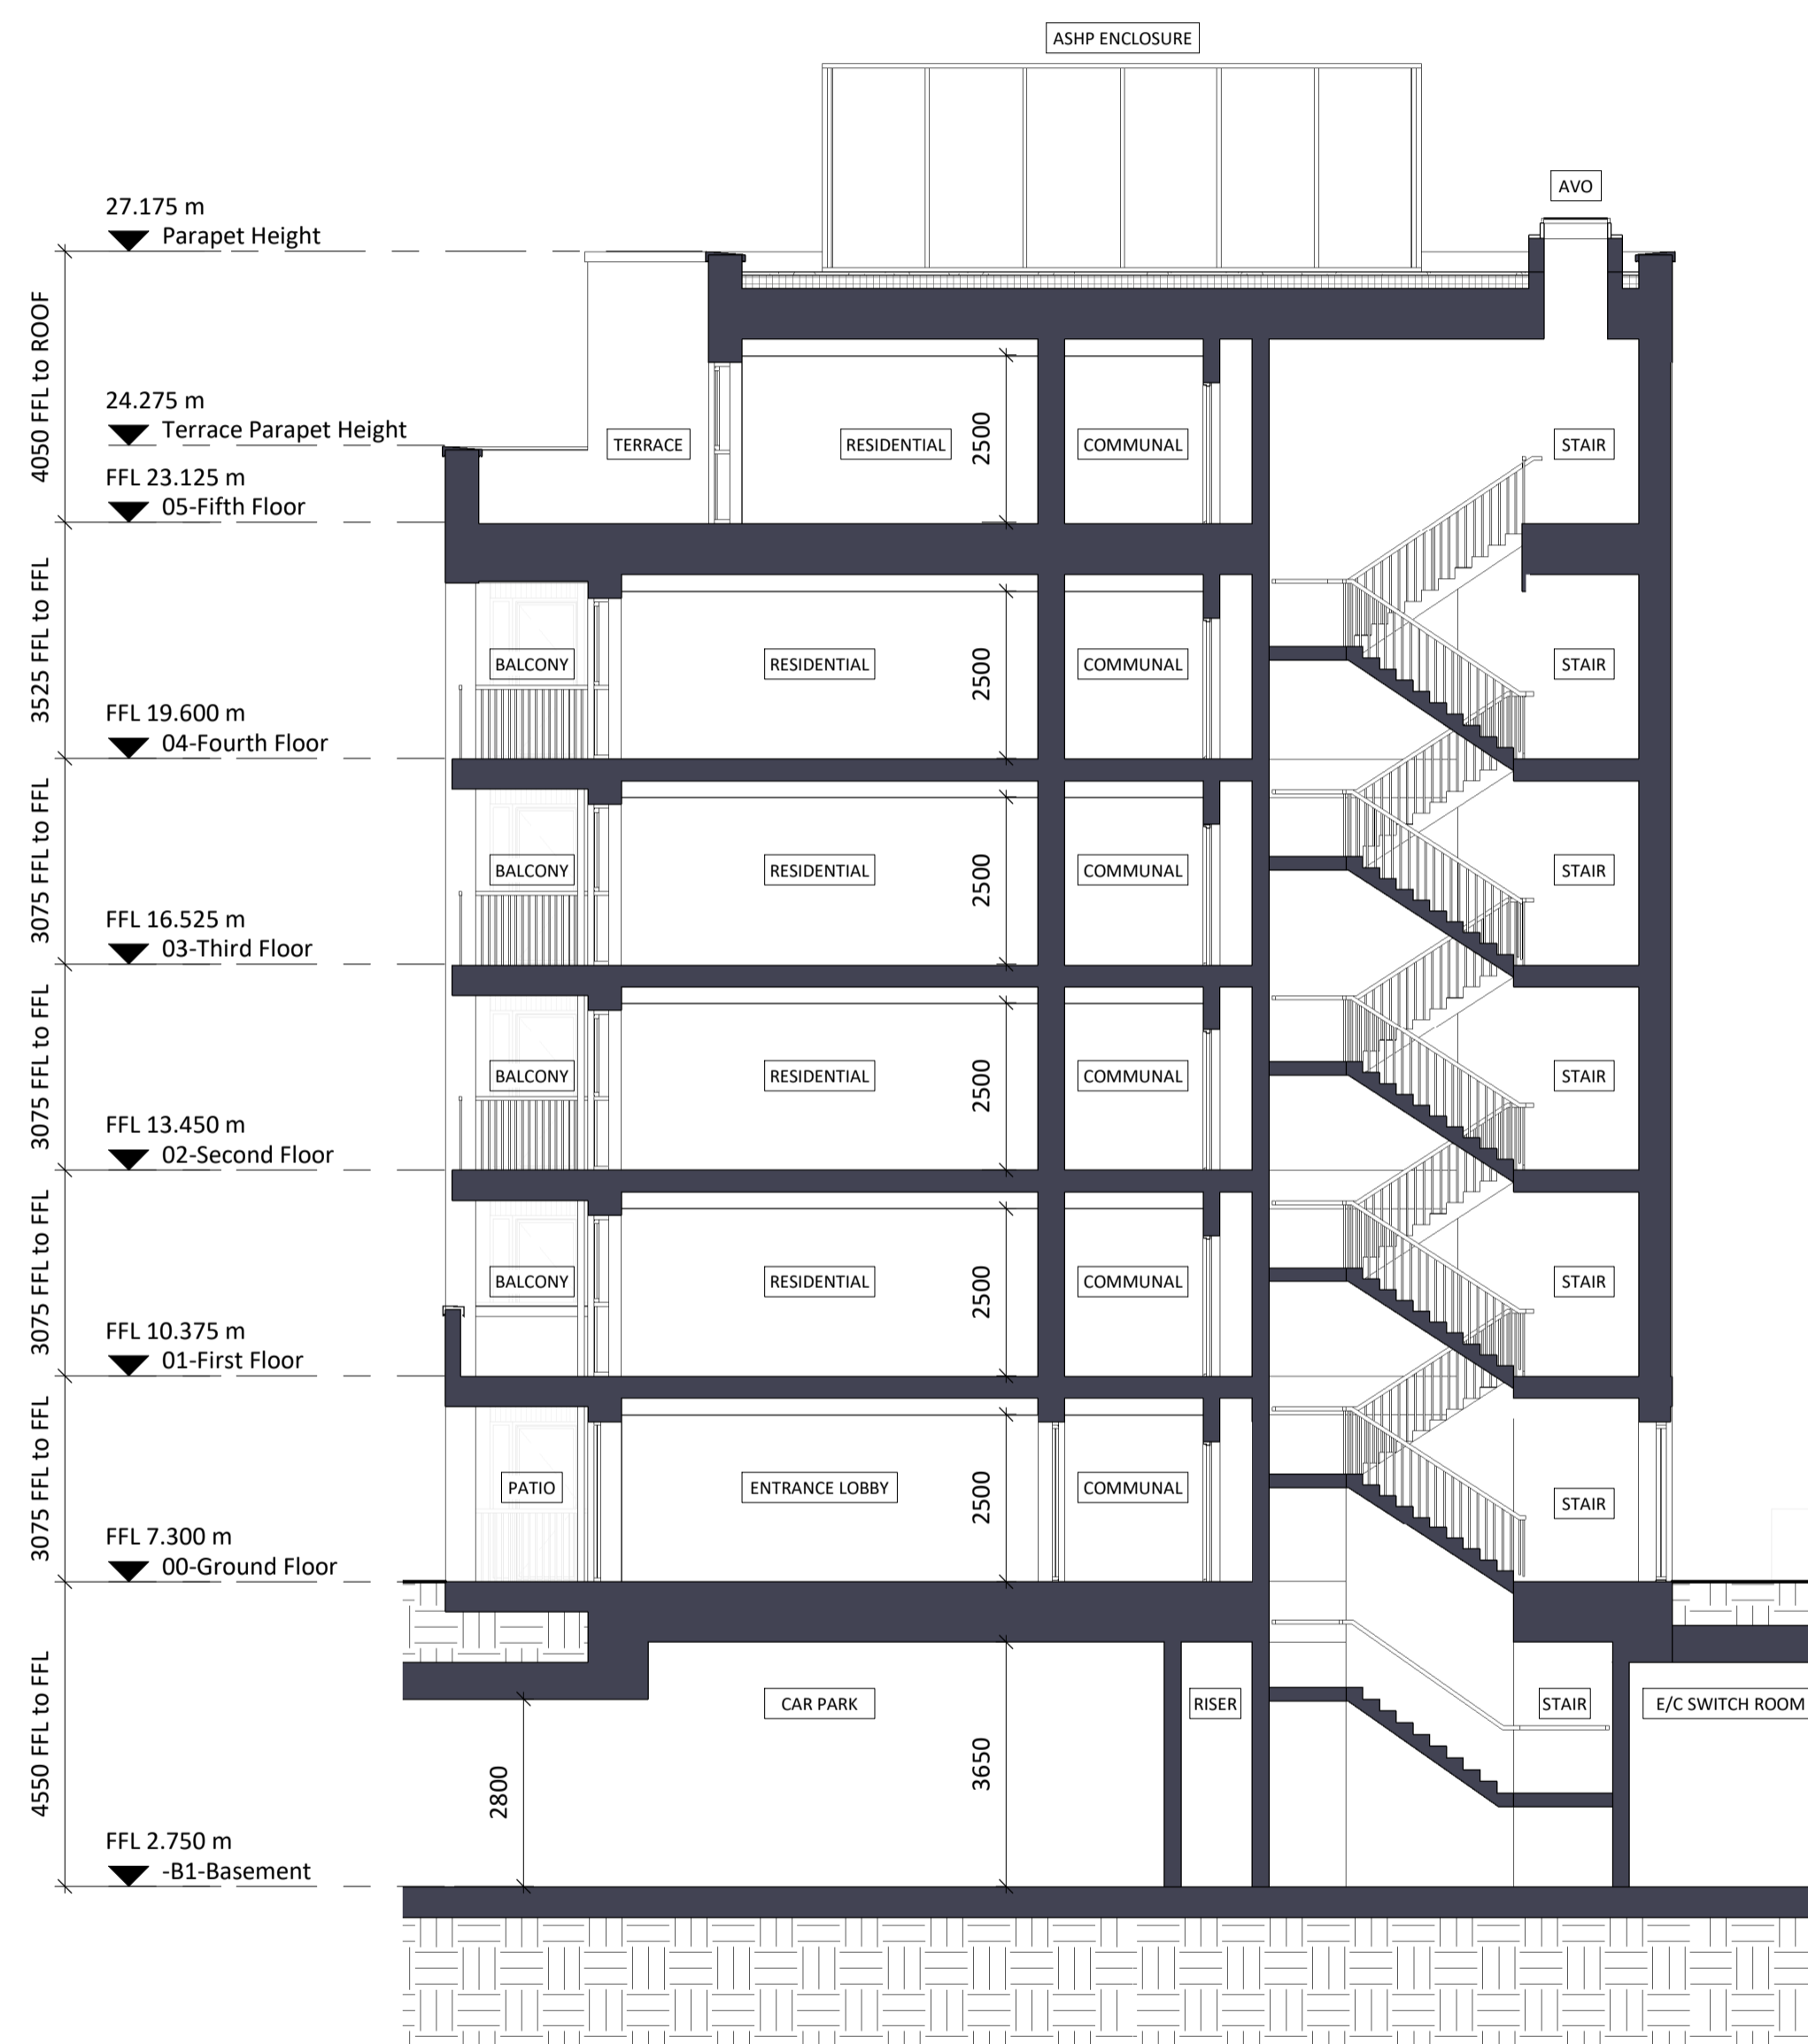 ASHP ENCLOSURE
AVO
27.175 m
Parapet Height
4050 FFL to ROOF
24.275 m
Terrace Parapet Height
TERRACE
RESIDENTIAL
2500
COMMUNAL
STAIR
FFL 23.125 m
05-Fifth Floor
3525 FFL to FFL
BALCONY
RESIDENTIAL
2500
COMMUNAL
STAIR
FFL 19.600 m
04-Fourth Floor
3075 FFL to FFL
BALCONY
RESIDENTIAL
2500
COMMUNAL
STAIR
FFL 16.525 m
03-Third Floor
3075 FFL to FFL
BALCONY
RESIDENTIAL
2500
COMMUNAL
STAIR
FFL 13.450 m
02-Second Floor
3075 FFL to FFL
BALCONY
RESIDENTIAL
2500
COMMUNAL
STAIR
FFL 10.375 m
01-First Floor
3075 FFL to FFL
PATIO
ENTRANCE LOBBY
2500
COMMUNAL
STAIR
FFL 7.300 m
00-Ground Floor
4550 FFL to FFL
CAR PARK
RISER
STAIR
E/C SWITCH ROOM
2800
3650
FFL 2.750 m
-B1-Basement